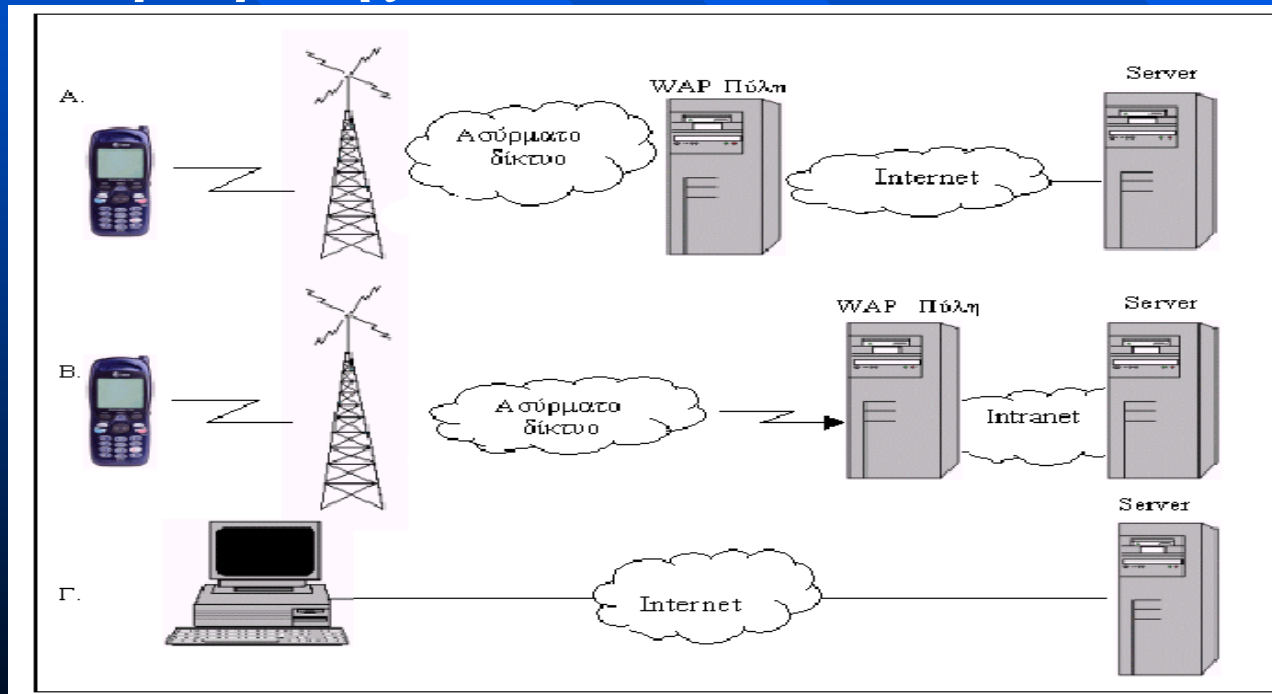 Α.
WAP Πύλη
Server
Ασύρματο
δίκτυο
Internet
Β.
WAP Πύλη
Server
Ασύρματο
δίκτυο
Intranet
Server
Γ.
Internet